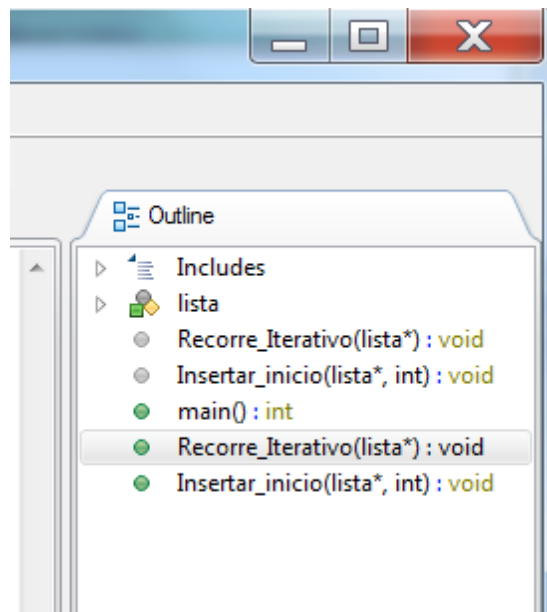 Outline
Includes
lista
Recorre_Iterativo(lista*) : void
Insertar_inicio(lista*, int) : void
main() : int
Recorre_Iterativo(lista*) : void
Insertar_inicio(lista*, int) : void